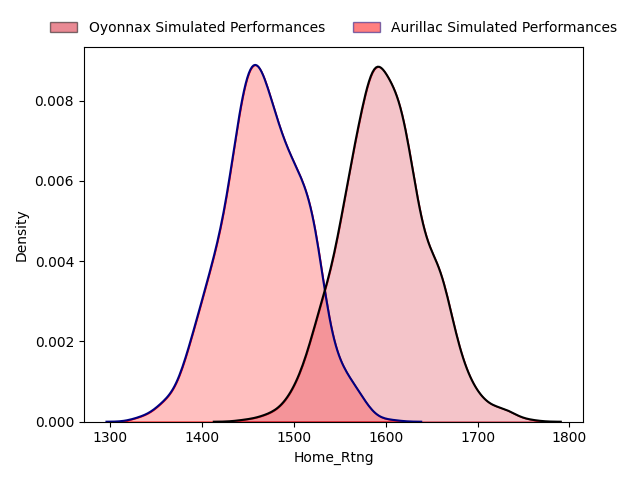 Oyonnax Simulated Performances Aurillac Simulated Performances
0.008
0.006
0.004
0.002
0.000
Density
1300 1400 1500 1600 1700 1800
Home_Rtng